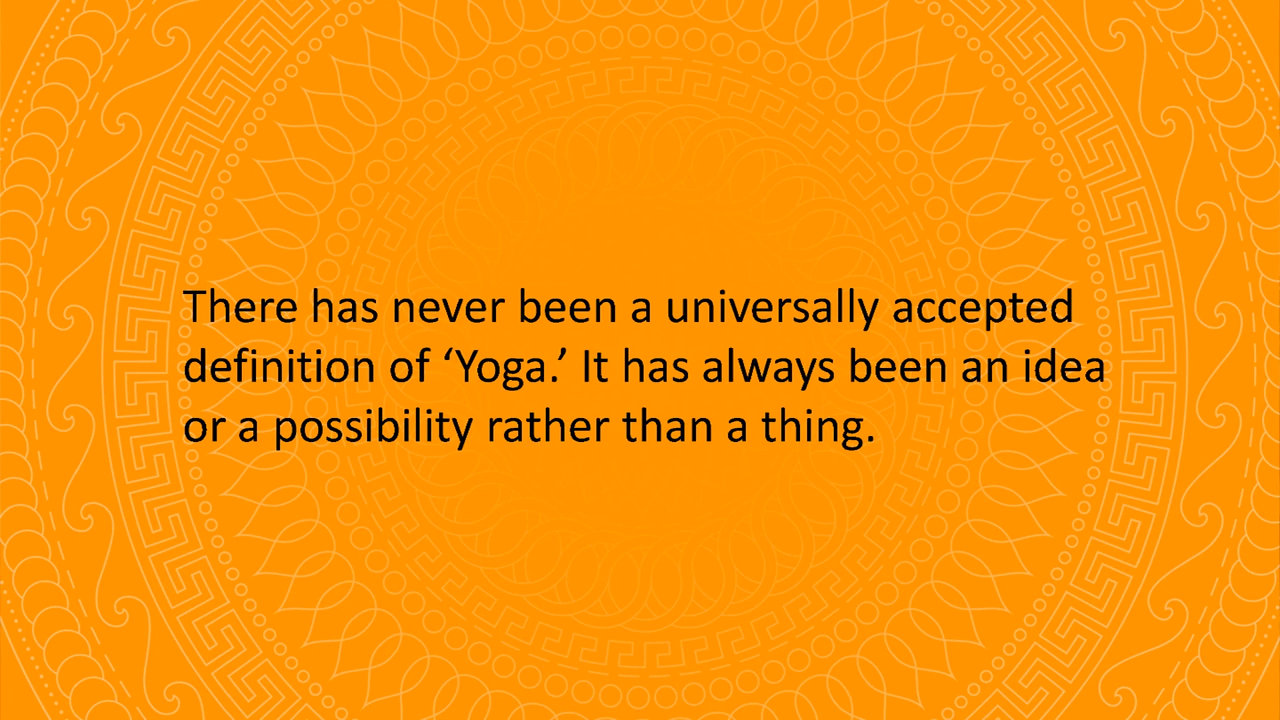 There has never been a universally accepted
definition of ‘Yoga.’ It has always been an idea
or a possibility rather than a thing.